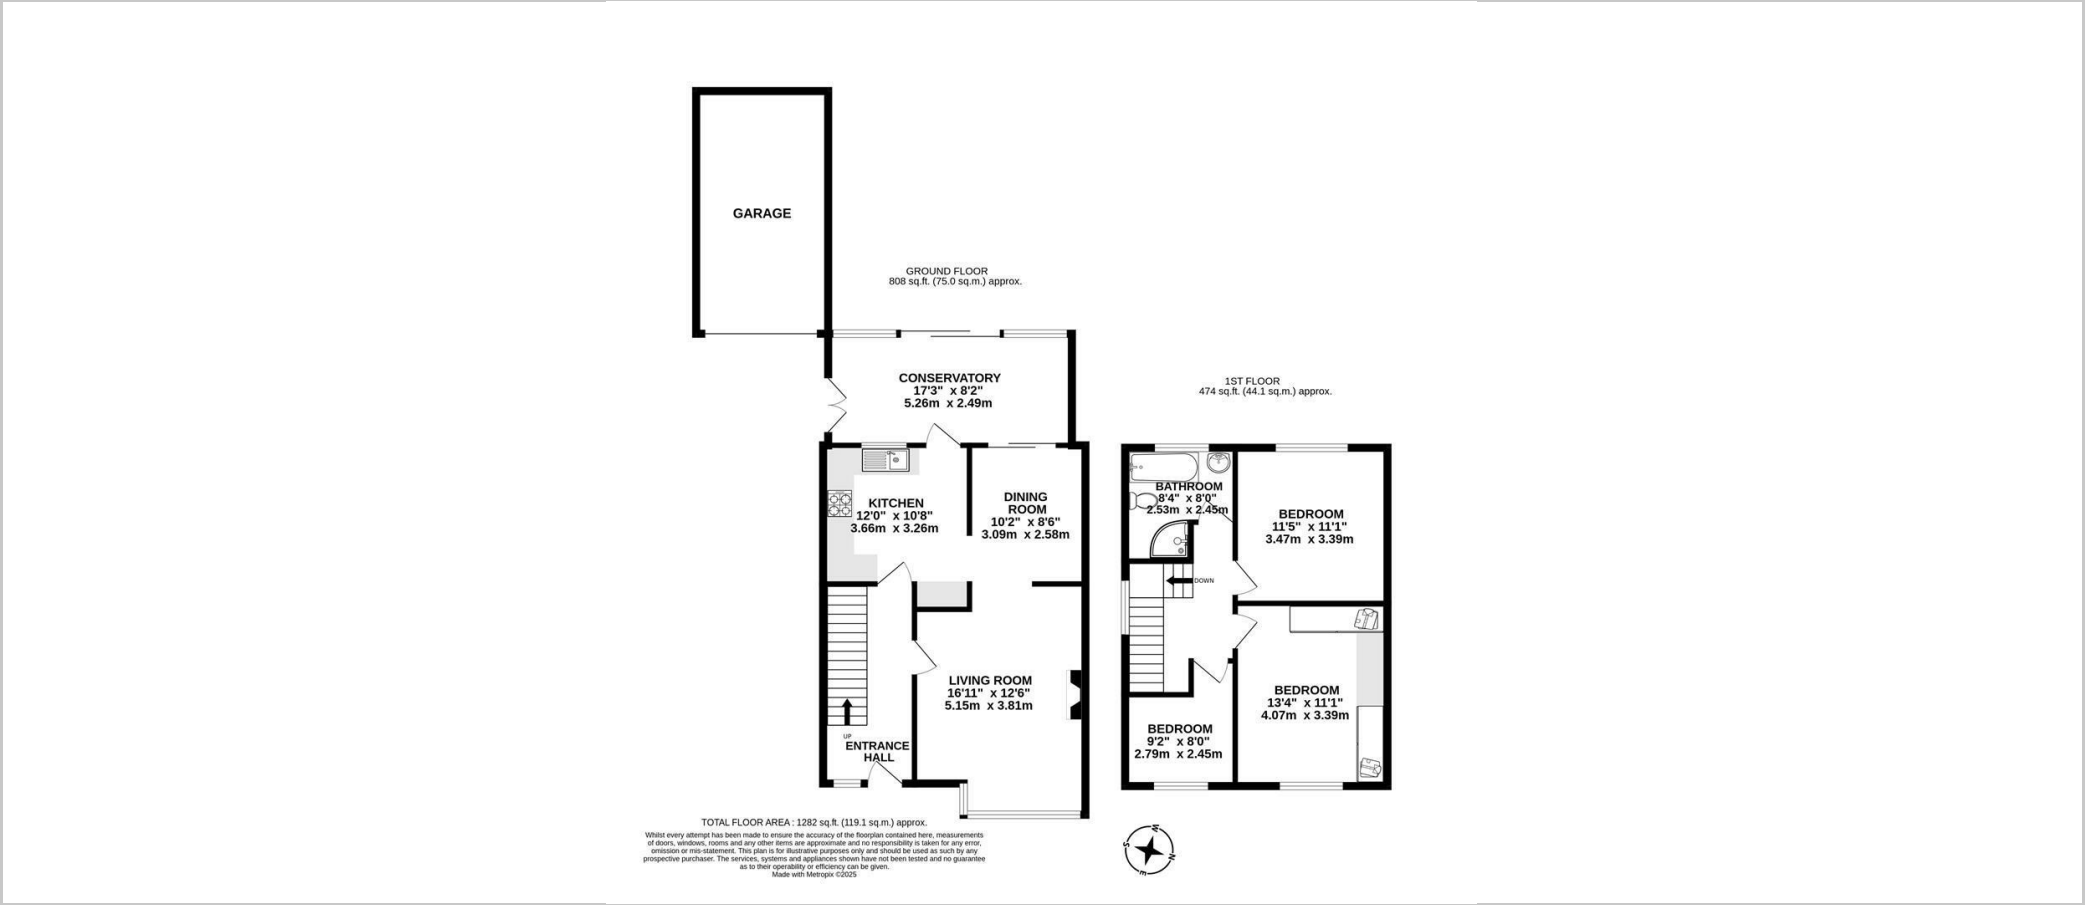 GARAGE
GROUND FLOOR
808 sq.ft. (75.0 sq.m.) approx.
CONSERVATORY
17'3" x 8'2"
5.26m x 2.49m
KITCHEN
12'0" x 10'8"
3.66m x 3.26m
DINING
ROOM
10'2" x 8'6"
3.09m x 2.58m
LIVING ROOM
16'11" x 12'6"
5.15m x 3.81m
UP
ENTRANCE
HALL
1ST FLOOR
474 sq.ft. (44.1 sq.m.) approx.
BATHROOM
8'4" x 8'0"
2.53m x 2.45m
BEDROOM
11'5" x 11'1"
3.47m x 3.39m
DOWN
BEDROOM
13'4" x 11'1"
4.07m x 3.39m
BEDROOM
9'2" x 8'0"
2.79m x 2.45m
TOTAL FLOOR AREA : 1282 sq.ft. (119.1 sq.m.) approx.
Whilst every attempt has been made to ensure the accuracy of the floorplan contained here, measurements
of doors, windows, rooms and any other items are approximate and no responsibility is taken for any error,
omission or mis-statement. This plan is for illustrative purposes only and should be used as such by any
prospective purchaser. The services, systems and appliances shown have not been tested and no guarantee
as to their operability or efficiency can be given.
Made with Metropix ©2025
W
N
E
S